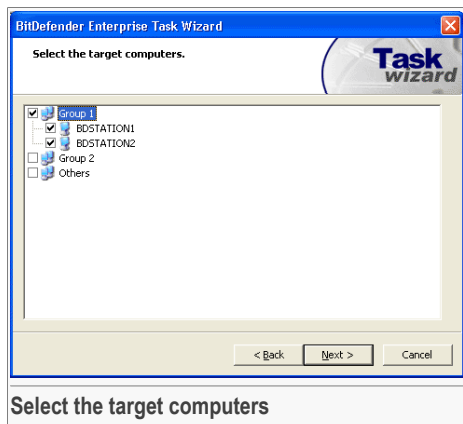 BitDefender Enterprise Task Wizard
Select the target computers.
Task
wizard
Group 1
BDSTATION1
BDSTATION2
Group 2
Others
< Back
Next >
Cancel
Select the target computers